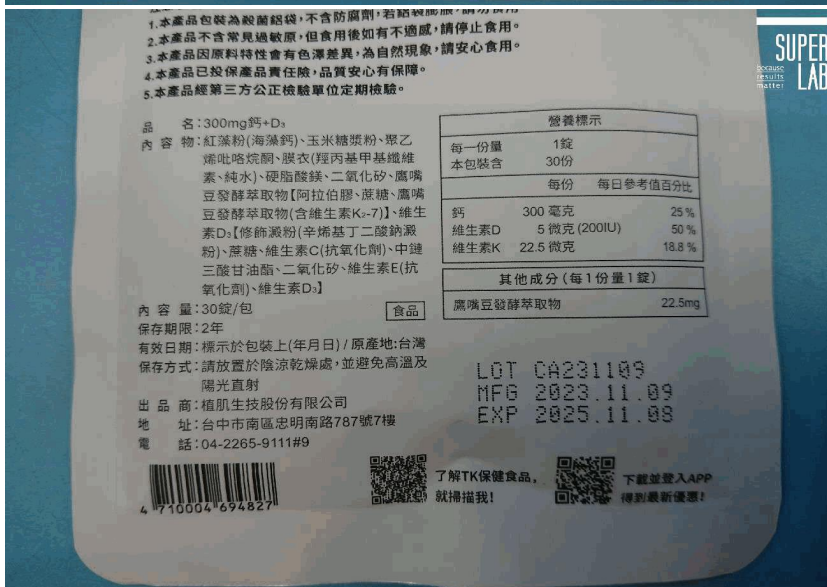 1.本產品包裝為殺菌鋁袋,不含防腐劑,若鋁袋膨脹,請勿食用
2.本產品不含常見過敏原,但食用後如有不適感,請停止食用。
3.本產品因原料特性會有色澤差異,為自然現象,請安心食用。
4.本產品已投保產品責任險,品質安心有保障。
5.本產品經第三方公正檢驗單位定期檢驗。
SUPER
LAB
because
results
matter
品 名:300mg鈣+D₃
內容物:紅藻粉(海藻鈣)、玉米糖漿粉、聚乙
烯吡咯烷酮、膜衣(羥丙基甲基纖維
素、純水)、硬脂酸鎂、二氧化矽、鷹嘴
豆發酵萃取物【阿拉伯膠、蔗糖、鷹嘴
豆發酵萃取物(含維生素K₂-7)】、維生
素D₃【修飾澱粉(辛烯基丁二酸鈉澱
粉)、蔗糖、維生素C(抗氧化劑)、中鏈
三酸甘油酯、二氧化矽、維生素E(抗
氧化劑)、維生素D₃】
內容量:30錠/包
食品
保存期限:2年
有效日期:標示於包裝上(年月日)/原產地:台灣
保存方式:請放置於陰涼乾燥處,並避免高溫及
陽光直射
出品商:植肌生技股份有限公司
地 址:台中市南區忠明南路787號7樓
電 話:04-2265-9111#9
營養標示
每一份量 1錠
本包裝含 30份
每份 每日參考值百分比
鈣 300 毫克 25%
維生素D 5 微克(200IU) 50%
維生素K 22.5 微克 18.8%
其他成分(每1份量1錠)
鷹嘴豆發酵萃取物 22.5mg
LOT CA231109
MFG 2023.11.09
EXP 2025.11.08
4 710004 694827
了解TK保健食品,
就掃描我!
下載並登入APP
得到最新優惠!